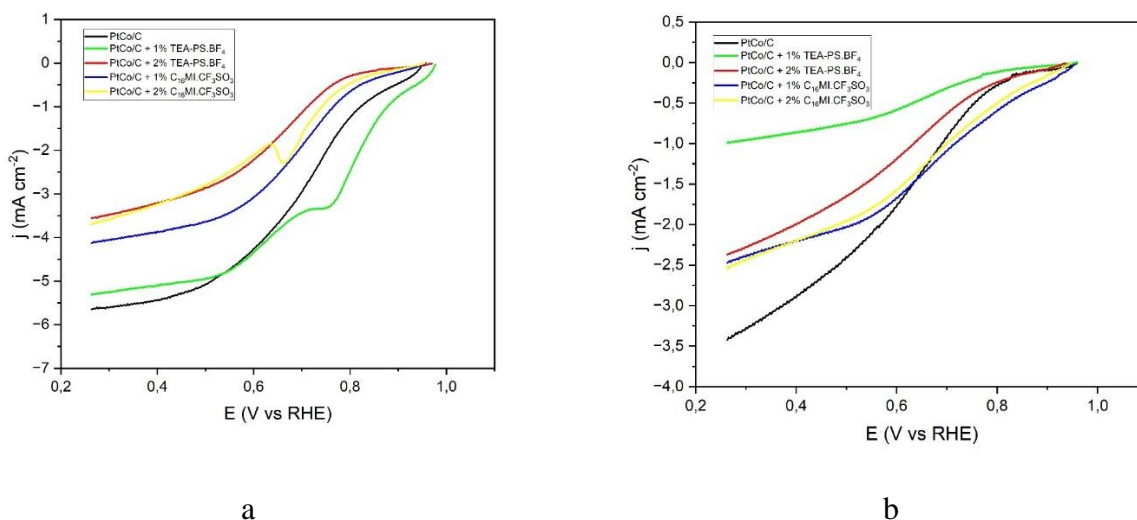 PtCo/C
PtCo/C + 1% TEA-PS.BF₄
PtCo/C + 2% TEA-PS.BF₄
PtCo/C + 1% C₁₆MI.CF₃SO₃
PtCo/C + 2% C₁₆MI.CF₃SO₃
1
0
−1
−2
−3
−4
−5
−6
−7
j (mA cm⁻²)
0,2
0,4
0,6
0,8
1,0
E (V vs RHE)
a
PtCo/C
PtCo/C + 1% TEA-PS.BF₄
PtCo/C + 2% TEA-PS.BF₄
PtCo/C + 1% C₁₆MI.CF₃SO₃
PtCo/C + 2% C₁₆MI.CF₃SO₃
0,5
0,0
−0,5
−1,0
−1,5
−2,0
−2,5
−3,0
−3,5
−4,0
j (mA cm⁻²)
0,2
0,4
0,6
0,8
1,0
E (V vs RHE)
b